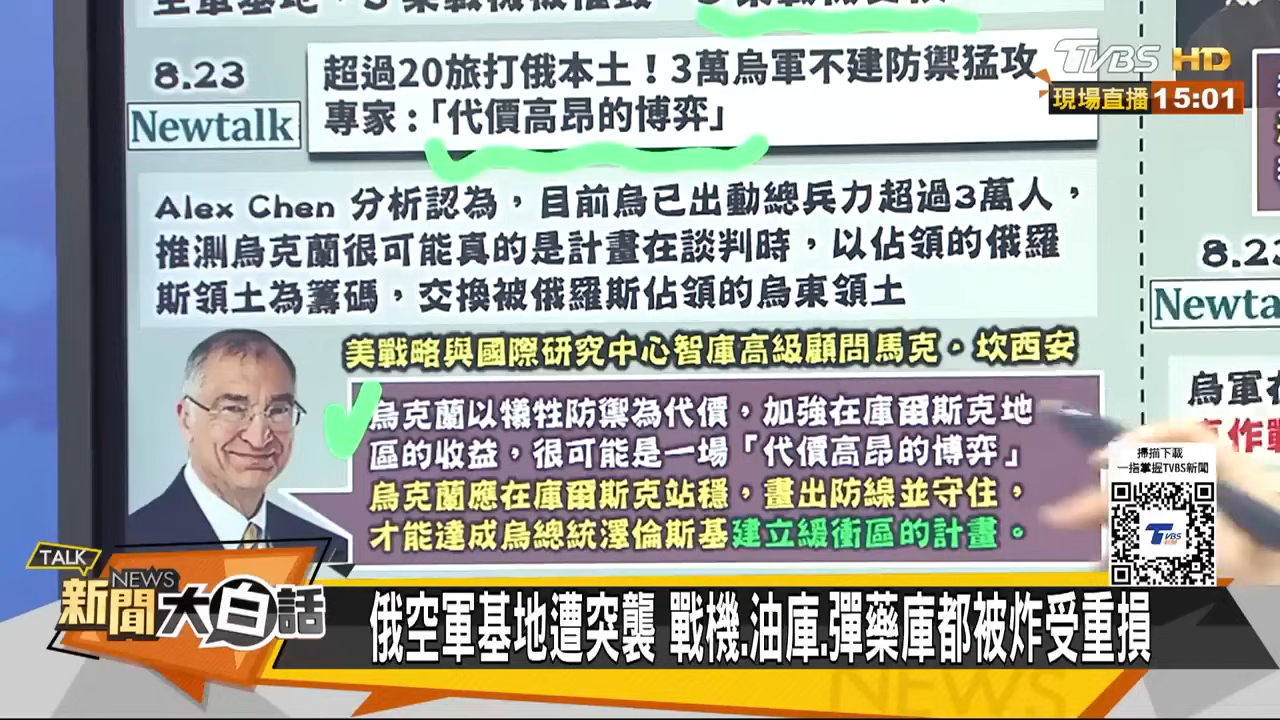 8.23
Newtalk
超過20旅打俄本土！3萬烏軍不建防禦猛攻
專家：「代價高昂的博弈」
TVBS HD
現場直播 15:01
Alex Chen 分析認為，目前烏已出動總兵力超過3萬人，
推測烏克蘭很可能真的是計畫在談判時，以佔領的俄羅
斯領土為籌碼，交換被俄羅斯佔領的烏東領土
美戰略與國際研究中心智庫高級顧問馬克．坎西安
烏克蘭以犧牲防禦為代價，加強在庫爾斯克地
區的收益，很可能是一場「代價高昂的博弈」
烏克蘭應在庫爾斯克站穩，畫出防線並守住，
才能達成烏總統澤倫斯基建立緩衝區的計畫。
8.23
Newta
烏軍在
作戰
掃描下載
一指掌握TVBS新聞
TVBS
TALK
NEWS
新聞大白話
俄空軍基地遭突襲 戰機.油庫.彈藥庫都被炸受重損
NEWS